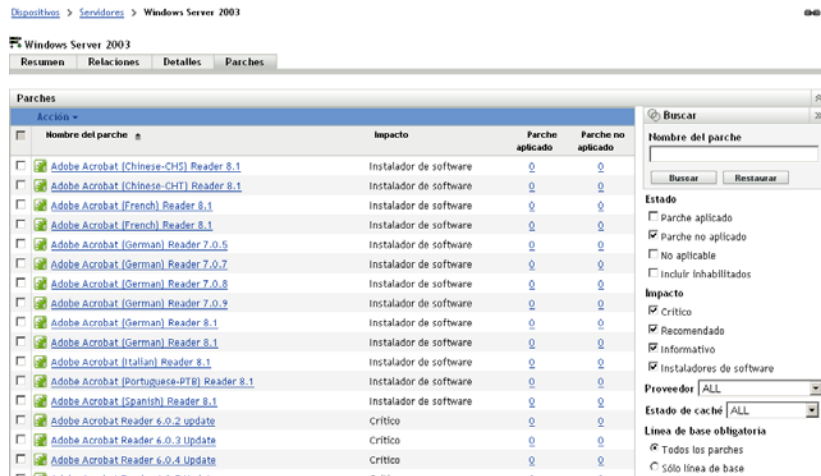 Dispositivos > Servidores > Windows Server 2003
Windows Server 2003
Resumen Relaciones Detalles Parches
Parches
Acción
Nombre del parche Impacto Parche aplicado Parche no aplicado
Adobe Acrobat (Chinese-CHS) Reader 8.1 Instalador de software 0 0
Adobe Acrobat (Chinese-CHT) Reader 8.1 Instalador de software 0 0
Adobe Acrobat (French) Reader 8.1 Instalador de software 0 0
Adobe Acrobat (French) Reader 8.1 Instalador de software 0 0
Adobe Acrobat (German) Reader 7.0.5 Instalador de software 0 0
Adobe Acrobat (German) Reader 7.0.7 Instalador de software 0 0
Adobe Acrobat (German) Reader 7.0.8 Instalador de software 0 0
Adobe Acrobat (German) Reader 7.0.9 Instalador de software 0 0
Adobe Acrobat (German) Reader 8.1 Instalador de software 0 0
Adobe Acrobat (German) Reader 8.1 Instalador de software 0 0
Adobe Acrobat (Italian) Reader 8.1 Instalador de software 0 0
Adobe Acrobat (Portuguese-PTB) Reader 8.1 Instalador de software 0 0
Adobe Acrobat (Spanish) Reader 8.1 Instalador de software 0 0
Adobe Acrobat Reader 6.0.2 update Crítico 0 0
Adobe Acrobat Reader 6.0.3 Update Crítico 0 0
Adobe Acrobat Reader 6.0.4 Update Crítico 0 0
Buscar
Nombre del parche
Buscar Restaurar
Estado
Parche aplicado
Parche no aplicado
No aplicable
Incluir inhabilitados
Impacto
Crítico
Recomendado
Informativo
Instaladores de software
Proveedor ALL
Estado de caché ALL
Línea de base obligatoria
Todos los parches
Sólo línea de base